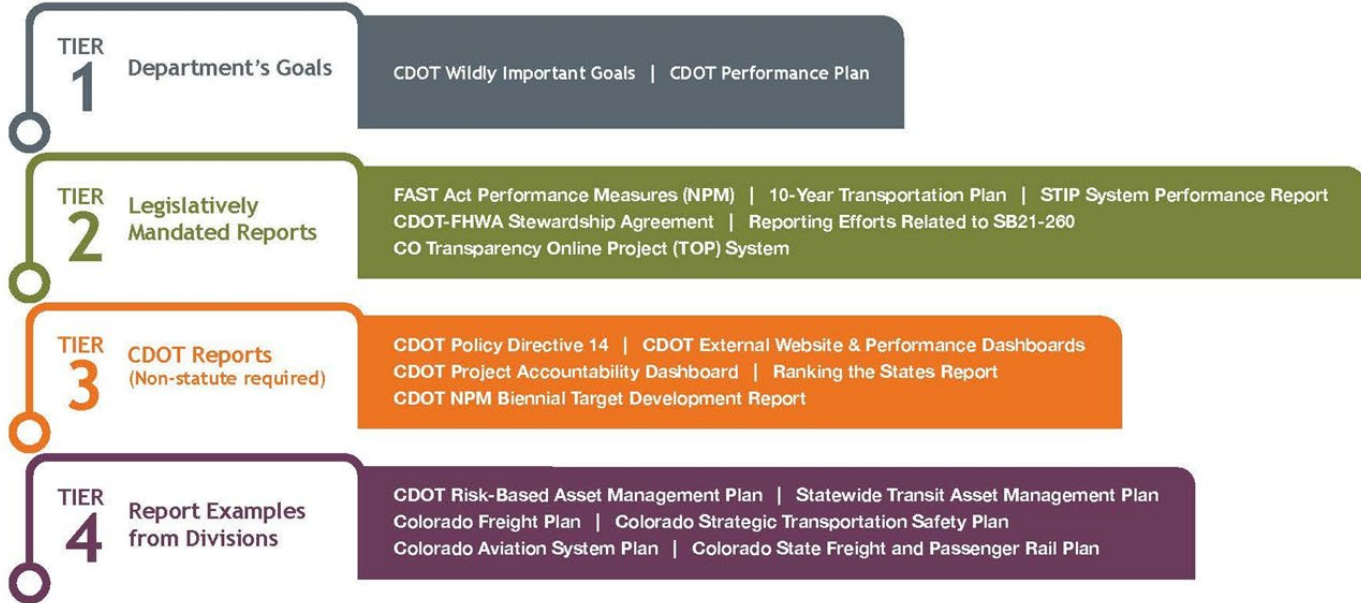 TIER
1
Department's Goals
CDOT Wildly Important Goals | CDOT Performance Plan
TIER
2
Legislatively
Mandated Reports
FAST Act Performance Measures (NPM) | 10-Year Transportation Plan | STIP System Performance Report
CDOT-FHWA Stewardship Agreement | Reporting Efforts Related to SB21-260
CO Transparency Online Project (TOP) System
TIER
3
CDOT Reports
(Non-statute required)
CDOT Policy Directive 14 | CDOT External Website & Performance Dashboards
CDOT Project Accountability Dashboard | Ranking the States Report
CDOT NPM Biennial Target Development Report
TIER
4
Report Examples
from Divisions
CDOT Risk-Based Asset Management Plan | Statewide Transit Asset Management Plan
Colorado Freight Plan | Colorado Strategic Transportation Safety Plan
Colorado Aviation System Plan | Colorado State Freight and Passenger Rail Plan